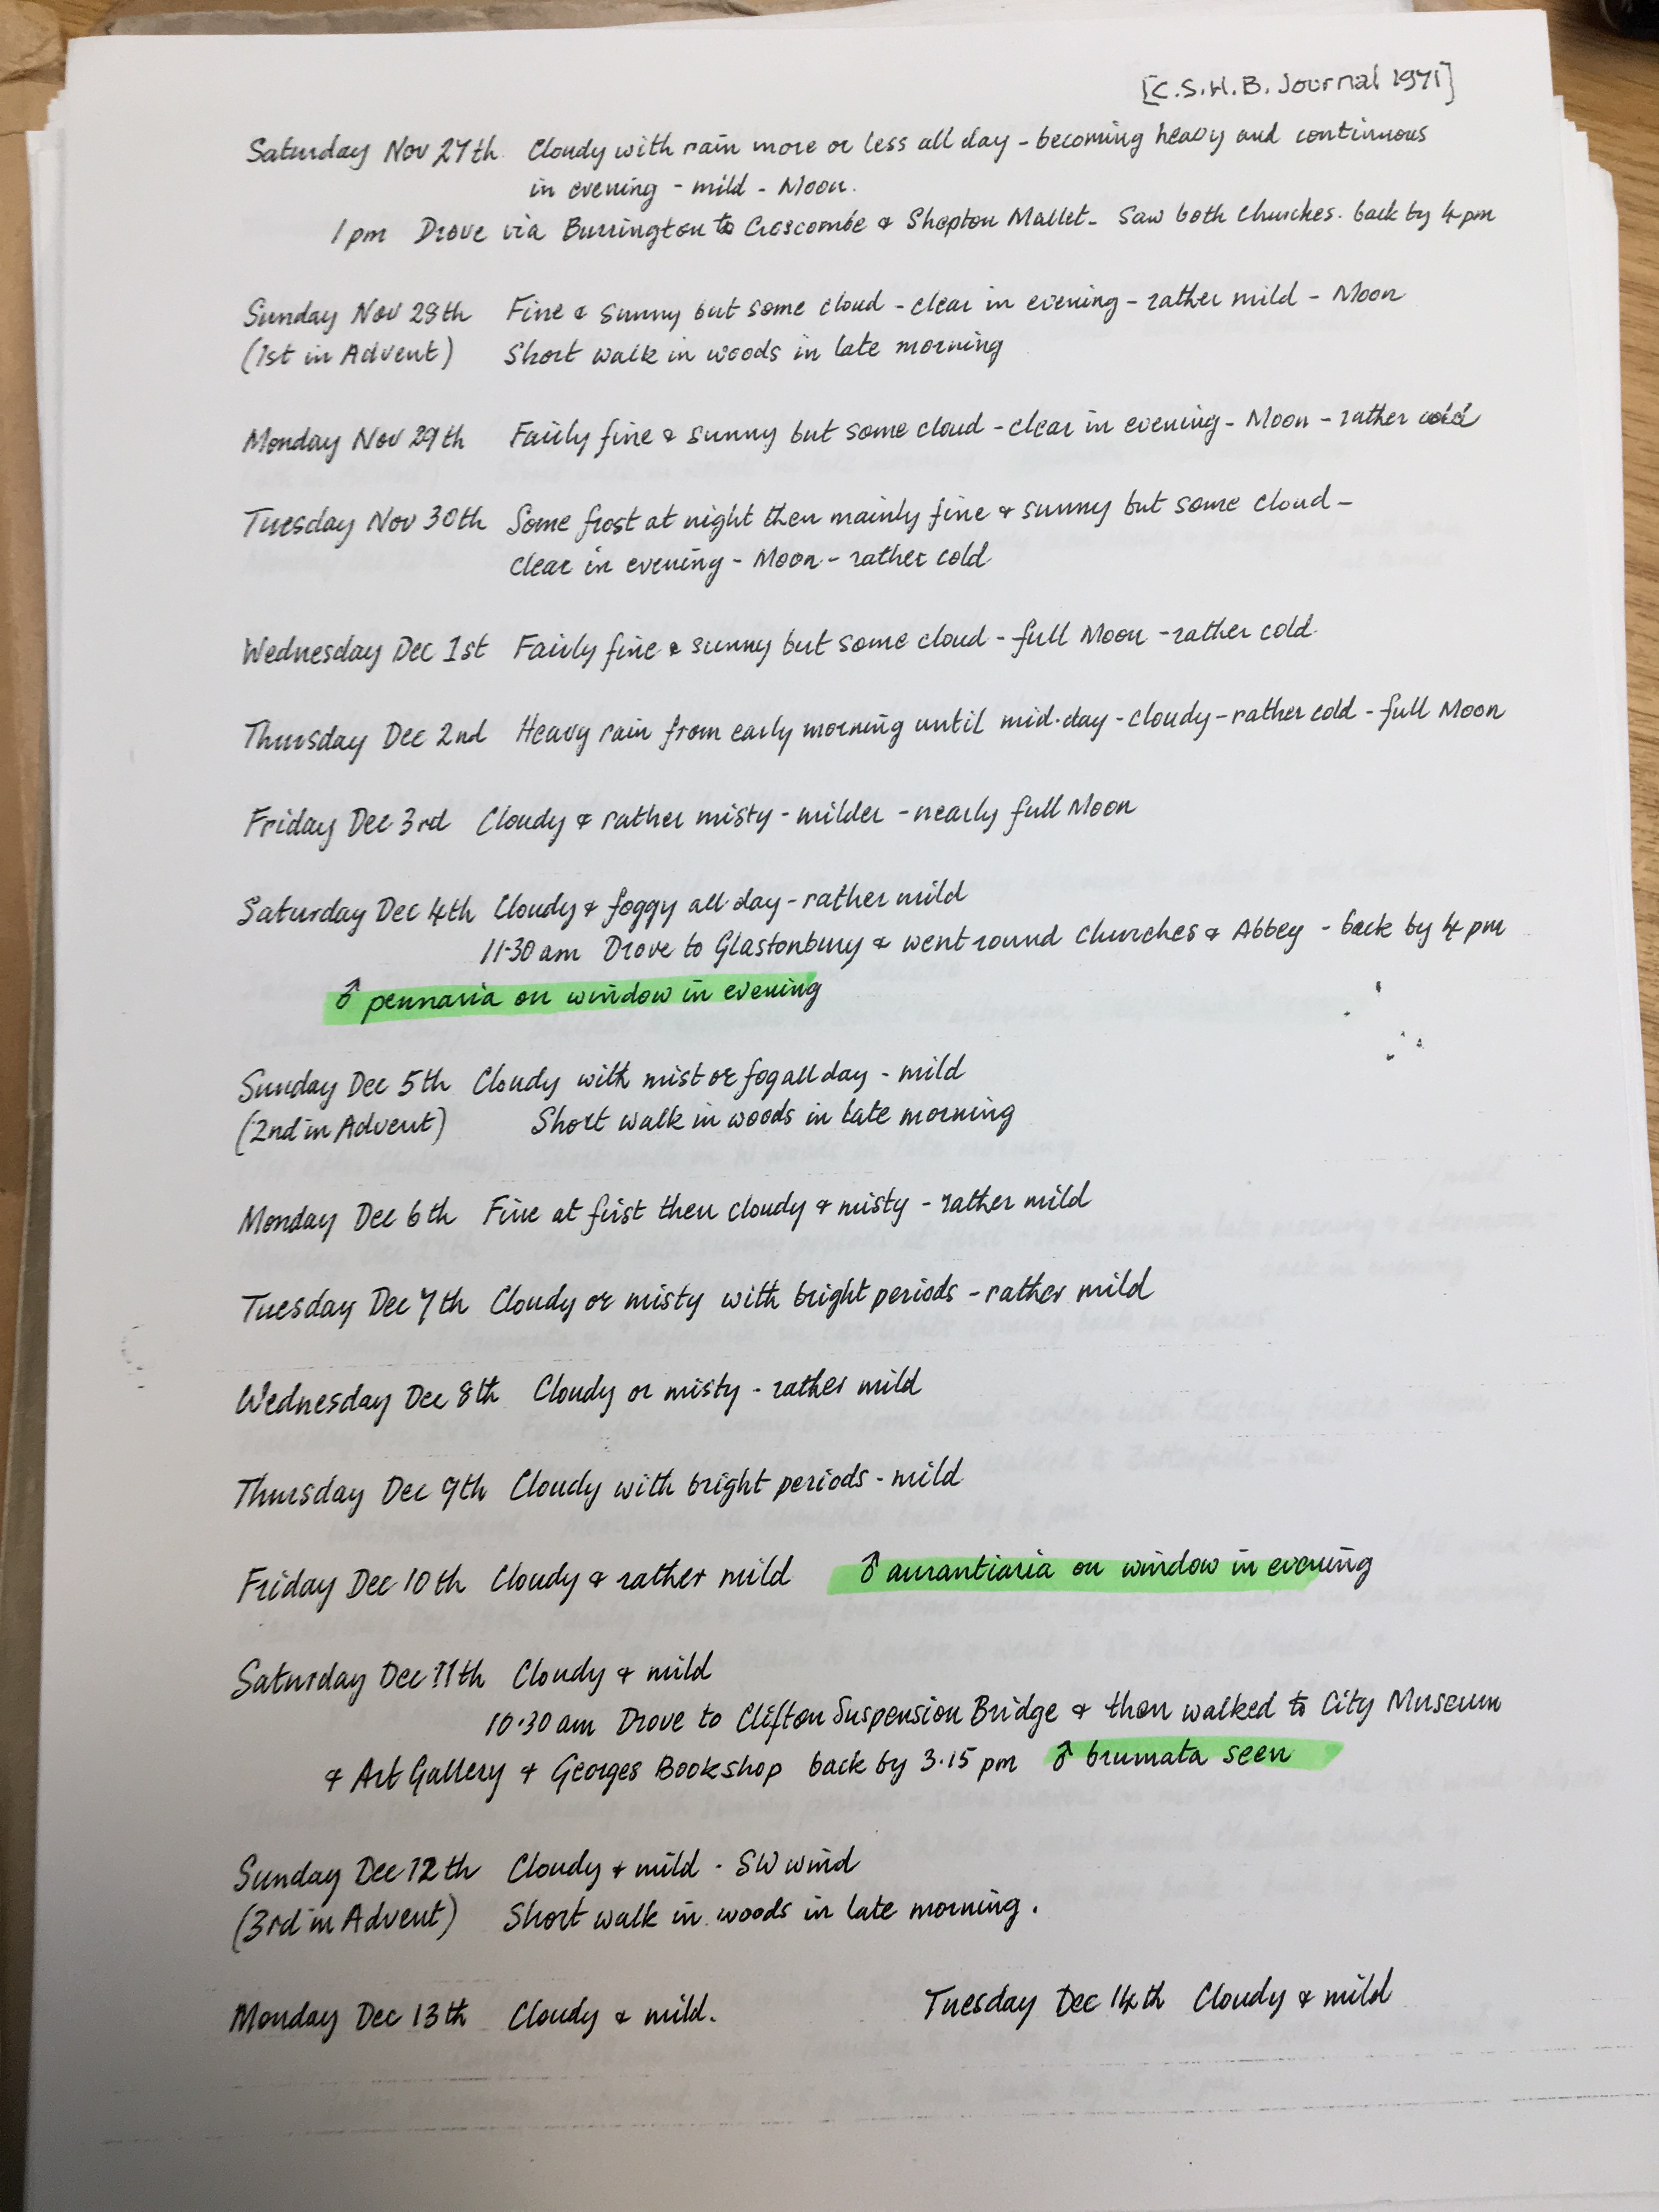 [C.S.H.B. Journal 1971]
Saturday Nov 27th Cloudy with rain more or less all day - becoming heavy and continuous
in evening - mild - Moon.
1 pm Drove via Burrington to Croscombe & Shepton Mallet - Saw both Churches. back by 4 pm
Sunday Nov 28th Fine & sunny but some cloud - clear in evening - rather mild - Moon
(1st in Advent) Short walk in woods in late morning
Monday Nov 29th Fairly fine & sunny but some cloud - clear in evening - Moon - rather cold
Tuesday Nov 30th Some frost at night then mainly fine & sunny but some cloud -
clear in evening - Moon - rather cold
Wednesday Dec 1st Fairly fine & sunny but some cloud - full Moon - rather cold.
Thursday Dec 2nd Heavy rain from early morning until mid-day - cloudy - rather cold - full Moon
Friday Dec 3rd Cloudy & rather misty - milder - nearly full Moon
Saturday Dec 4th Cloudy & foggy all day - rather mild
11.30 am Drove to Glastonbury & went round Churches & Abbey - back by 4 pm
♂ pennaria on window in evening
Sunday Dec 5th Cloudy with mist or fog all day - mild
(2nd in Advent) Short walk in woods in late morning
Monday Dec 6th Fine at first then cloudy & misty - rather mild
Tuesday Dec 7th Cloudy or misty with bright periods - rather mild
Wednesday Dec 8th Cloudy or misty - rather mild
Thursday Dec 9th Cloudy with bright periods - mild
Friday Dec 10th Cloudy & rather mild ♂ aurantiaria on window in evening
Saturday Dec 11th Cloudy & mild
10.30 am Drove to Clifton Suspension Bridge & then walked to City Museum
& Art Gallery & Georges Bookshop back by 3.15 pm ♂ brumata seen
Sunday Dec 12th Cloudy & mild - SW wind
(3rd in Advent) Short walk in woods in late morning.
Monday Dec 13th Cloudy & mild. Tuesday Dec 14th Cloudy & mild